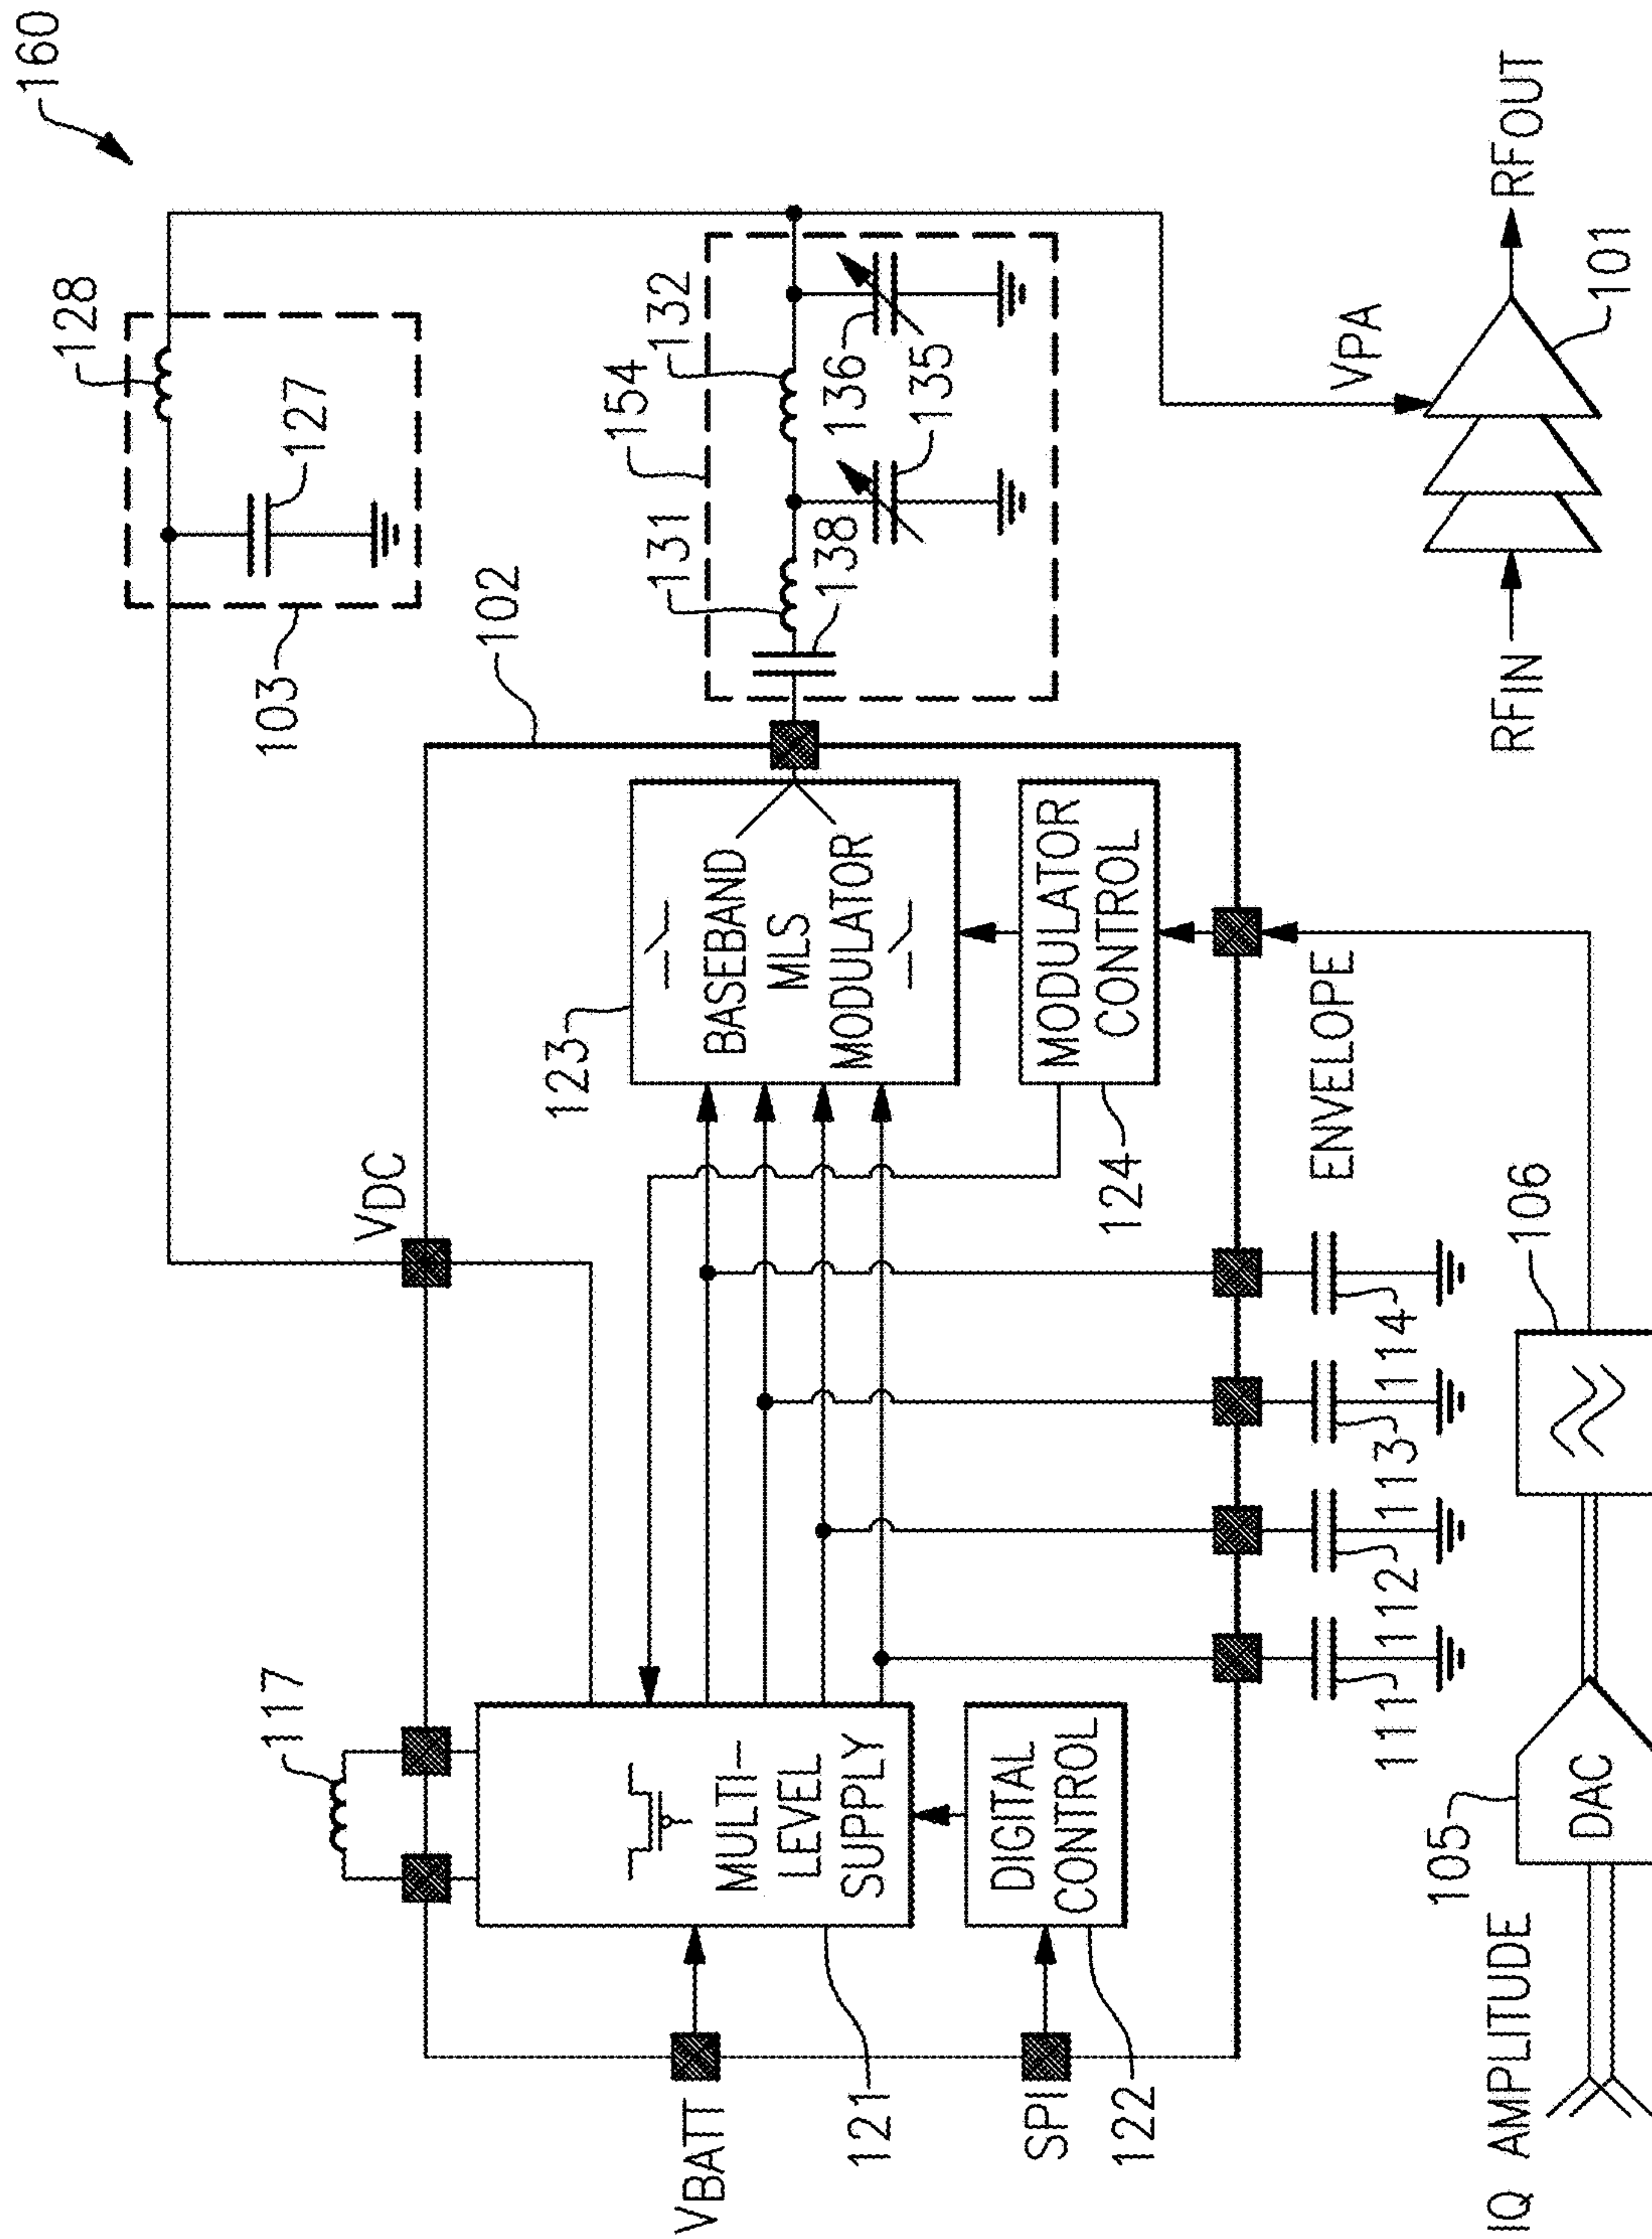 160
128
127
103
VDC
102
154
132
131
136
135
138
117
123
BASEBAND
MLS
MODULATOR
MULTI-
LEVEL
SUPPLY
MODULATOR
CONTROL
124
DIGITAL
CONTROL
VBATT
121
SPI
122
ENVELOPE
111
112
113
114
VPA
RFIN
RFOUT
101
IQ AMPLITUDE
105
DAC
106